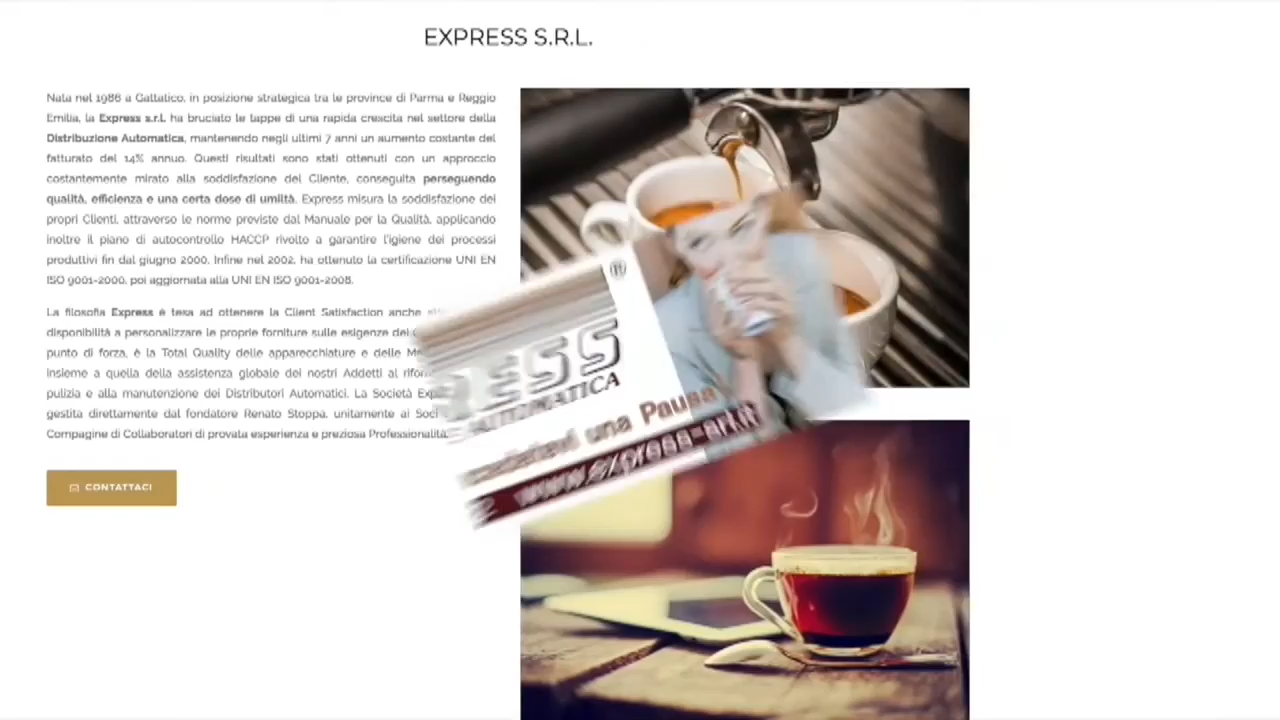 EXPRESS S.R.L.
Nata nel 1986 a Gattatico, in posizione strategica tra le province di Parma e Reggio
Emilia, la Express s.r.l. ha bruciato le tappe di una rapida crescita nel settore della
Distribuzione Automatica, mantenendo negli ultimi 7 anni un aumento costante del
fatturato del 14% annuo. Questi risultati sono stati ottenuti con un approccio
costantemente mirato alla soddisfazione del Cliente, conseguita perseguendo
qualità, efficienza e una certa dose di umiltà. Express misura la soddisfazione dei
propri Clienti, attraverso le norme previste dal Manuale per la Qualità, applicando
inoltre il piano di autocontrollo HACCP rivolto a garantire l'igiene dei processi
produttivi fin dal giugno 2000. Infine nel 2002, ha ottenuto la certificazione UNI EN
ISO 9001-2000, poi aggiornata alla UNI EN ISO 9001-2008.
La filosofia Express è tesa ad ottenere la Client Satisfaction anche
disponibilità a personalizzare le proprie forniture sulle esigenze del
punto di forza, è la Total Quality delle apparecchiature e delle
insieme a quella della assistenza globale dei nostri Addetti al
pulizia e alla manutenzione dei Distributori Automatici. La Società
gestita direttamente dal fondatore Renato Stoppa, unitamente ai
Compagine di Collaboratori di provata esperienza e preziosa Professionalità.
CONTATTACI
®
RESS
AUTOMATICA
una Pausa
www.express-srl.it